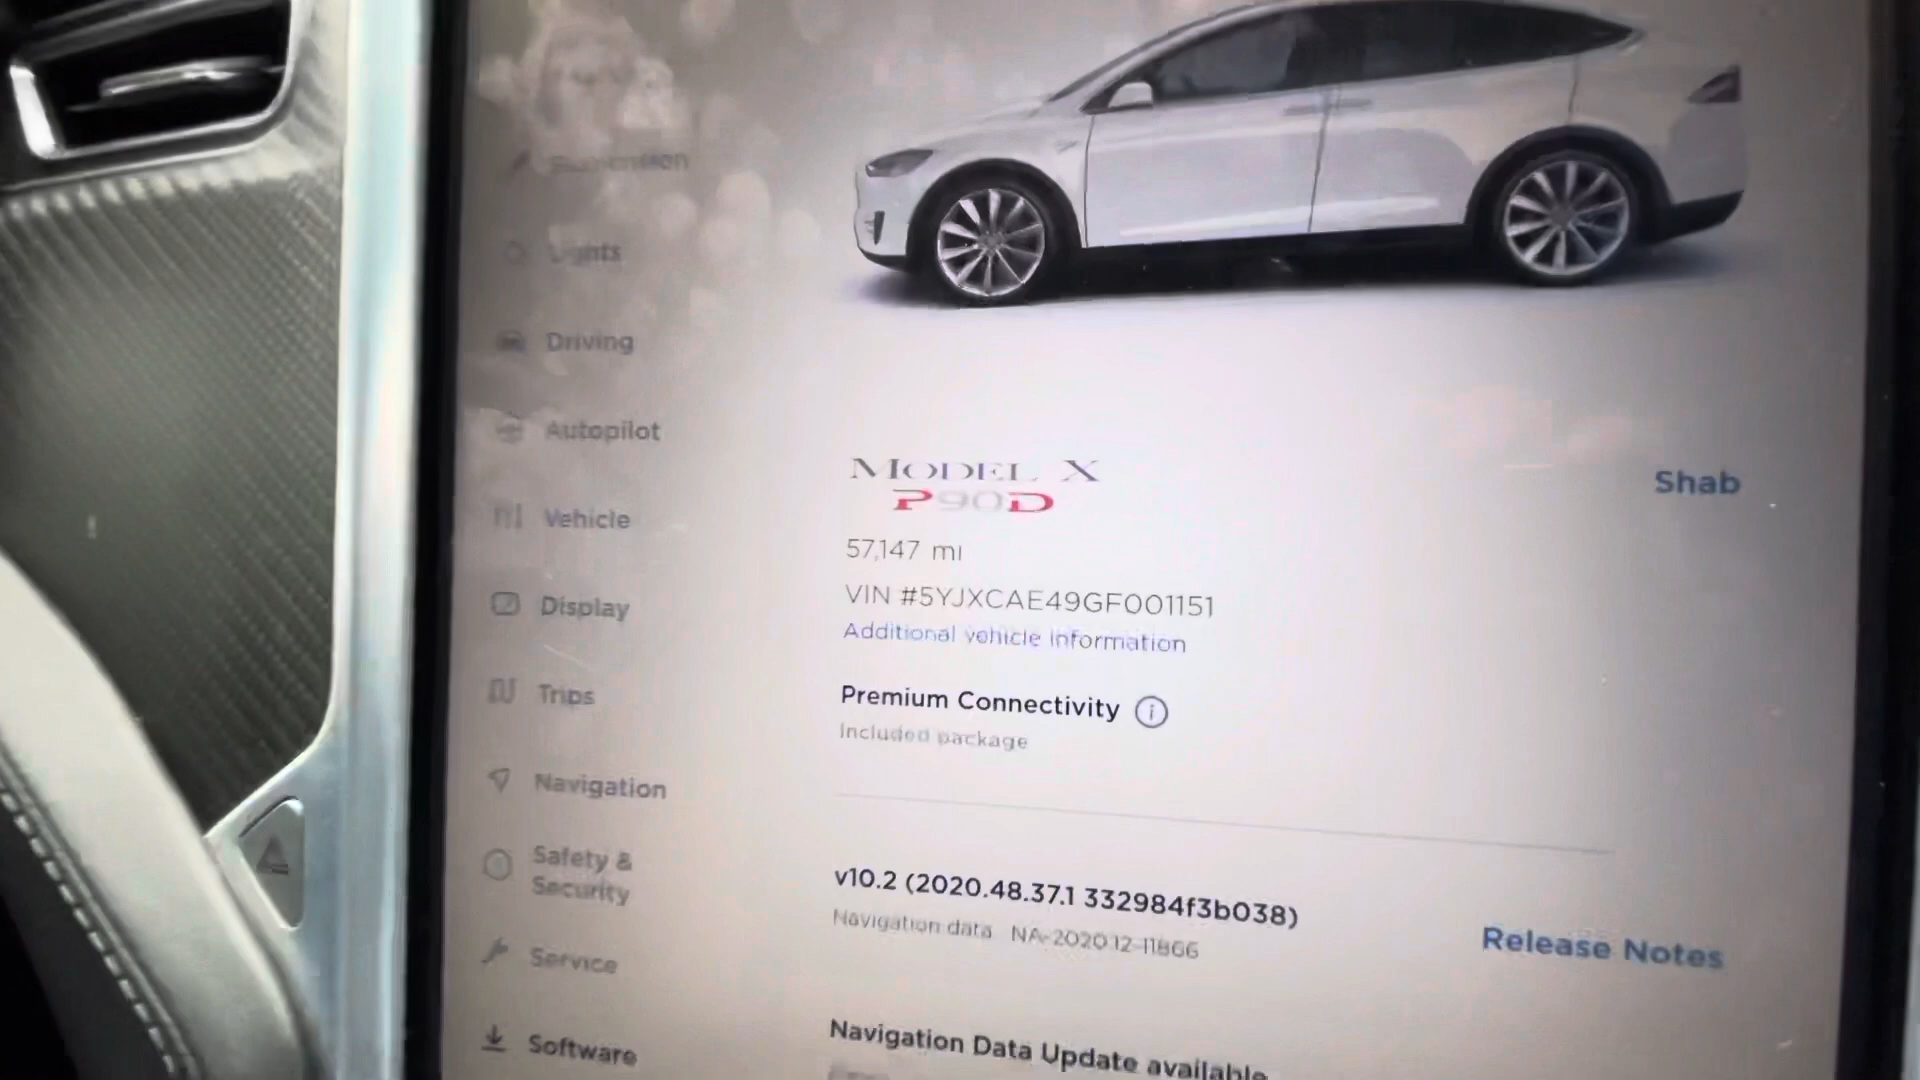 Suspension
Lights
Driving
Autopilot
Vehicle
Display
Trips
Navigation
Safety &
Security
Service
Software
MODEL X
P90D
Shab
57,147 mi
VIN #5YJXCAE49GF001151
Additional vehicle information
Premium Connectivity
Included package
v10.2 (2020.48.37.1 332984f3b038)
Navigation data NA-2020.12-11866
Release Notes
Navigation Data Update available